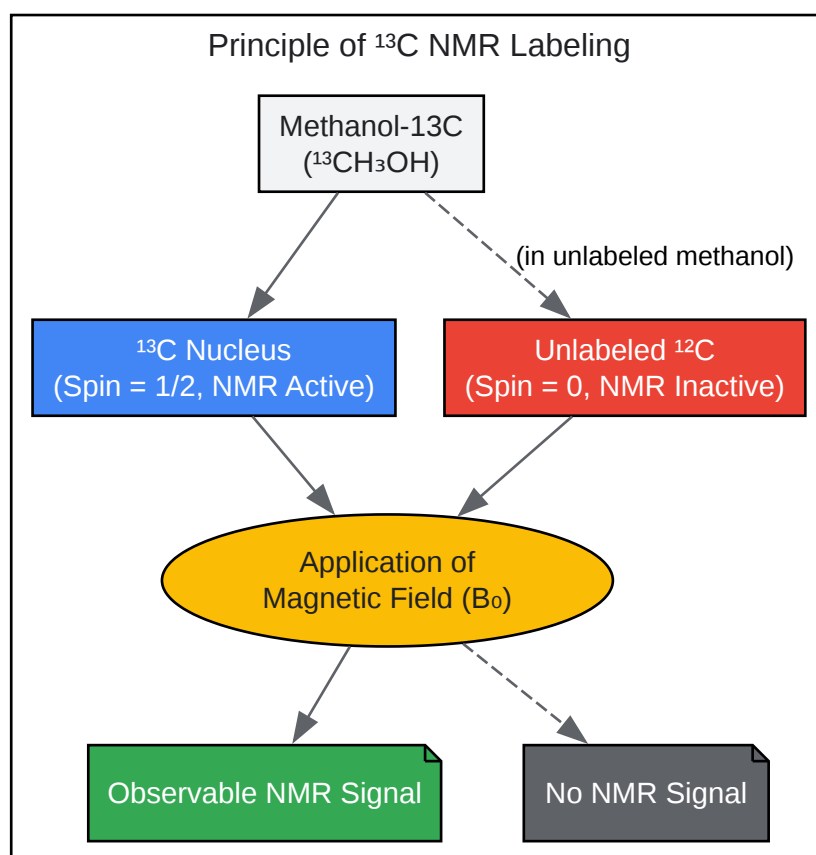 Principle of ¹³C NMR Labeling
Methanol-13C
(¹³CH₃OH)
(in unlabeled methanol)
¹³C Nucleus
(Spin = 1/2, NMR Active)
Unlabeled ¹²C
(Spin = 0, NMR Inactive)
Application of
Magnetic Field (B₀)
Observable NMR Signal
No NMR Signal